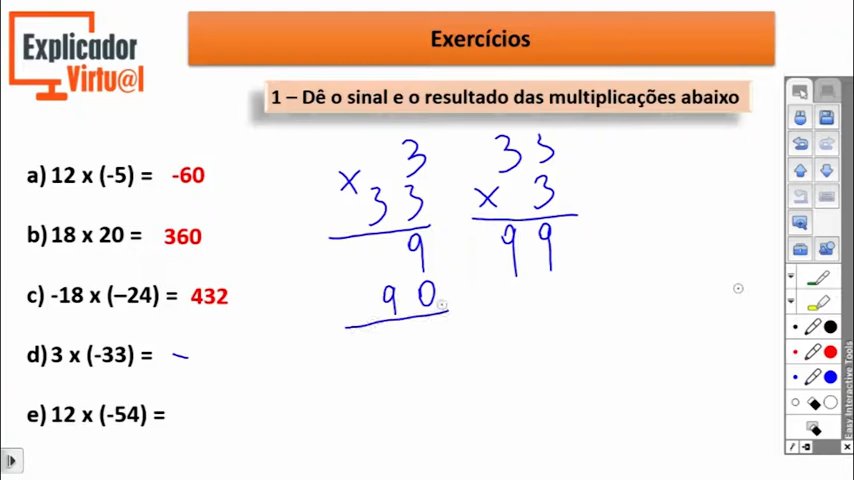 Explicador
Virtu@l
Exercícios
1 – Dê o sinal e o resultado das multiplicações abaixo
a) 12 x (-5) = -60
b) 18 x 20 = 360
c) -18 x (–24) = 432
d) 3 x (-33) = -
e) 12 x (-54) =
3
x 33
9
90
33
x 3
99
Easy Interactive Tools